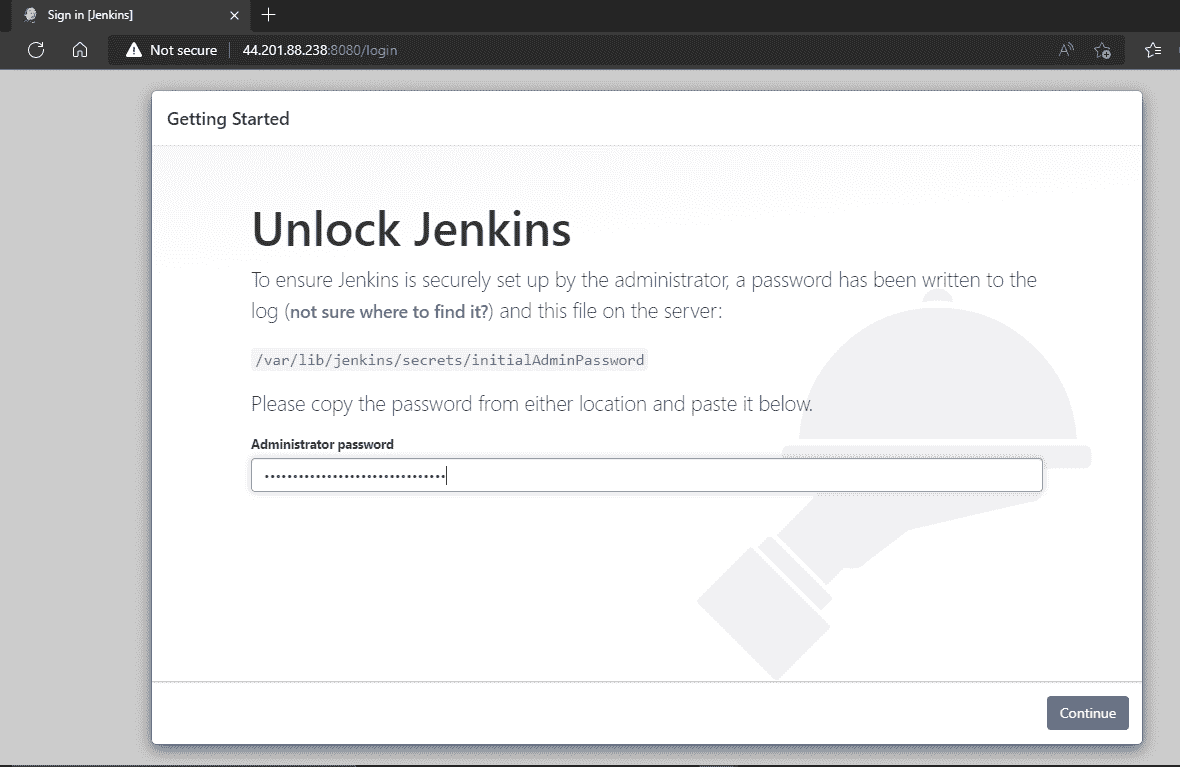 Sign in [Jenkins]
Not secure
44.201.88.238:8080/login
Getting Started
Unlock Jenkins
To ensure Jenkins is securely set up by the administrator, a password has been written to the
log (not sure where to find it?) and this file on the server:
/var/lib/jenkins/secrets/initialAdminPassword
Please copy the password from either location and paste it below.
Administrator password
Continue